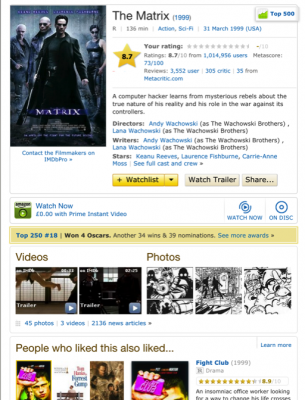 The Matrix (1999)
Top 500
R | 136 min | Action, Sci-Fi | 31 March 1999 (USA)
Your rating: -/10
8.7
Ratings: 8.7/10 from 1,014,956 users Metascore:
73/100
Reviews: 3,552 user | 305 critic | 35 from
Metacritic.com
MATRIX
A computer hacker learns from mysterious rebels about the
true nature of his reality and his role in the war against its
controllers.
Directors: Andy Wachowski (as The Wachowski Brothers) ,
Lana Wachowski (as The Wachowski Brothers)
Writers: Andy Wachowski (as The Wachowski Brothers) ,
Lana Wachowski (as The Wachowski Brothers)
Stars: Keanu Reeves, Laurence Fishburne, Carrie-Anne
Moss | See full cast and crew »
Contact the Filmmakers on
IMDbPro »
+ Watchlist
Watch Trailer
Share...
Watch Now
£0.00 with Prime Instant Video
WATCH NOW
ON DISC
Top 250 #18 | Won 4 Oscars. Another 34 wins & 39 nominations. See more awards »
Videos
Photos
Trailer
Trailer
45 photos | 3 videos | 2136 news articles »
People who liked this also liked...
Learn more
Fight Club (1999)
Drama
8.9/10
An insomniac office worker looking
for a way to change his life crosses